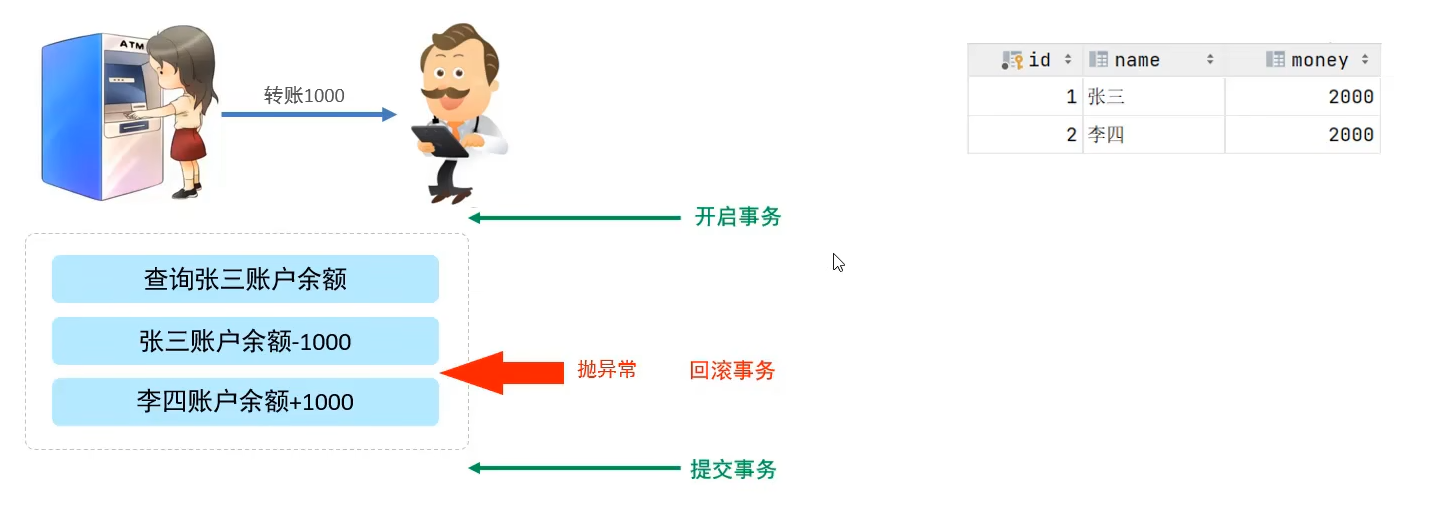 ATM
转账1000
id name money
1 张三 2000
2 李四 2000
开启事务
查询张三账户余额
张三账户余额-1000
抛异常 回滚事务
李四账户余额+1000
提交事务